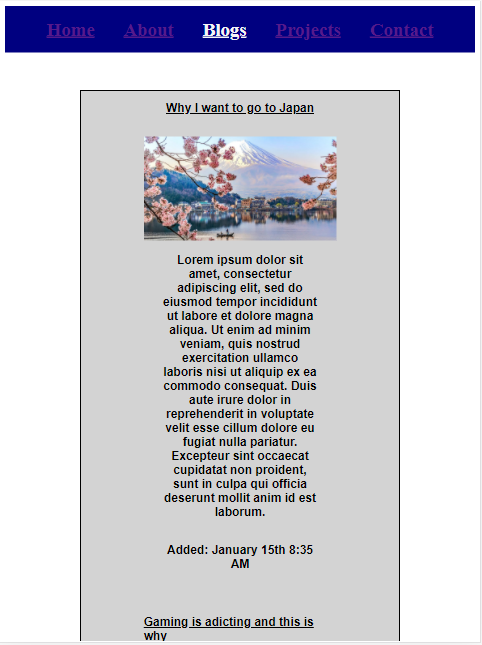 Home About Blogs Projects Contact
Why I want to go to Japan
Lorem ipsum dolor sit
amet, consectetur
adipiscing elit, sed do
eiusmod tempor incididunt
ut labore et dolore magna
aliqua. Ut enim ad minim
veniam, quis nostrud
exercitation ullamco
laboris nisi ut aliquip ex ea
commodo consequat. Duis
aute irure dolor in
reprehenderit in voluptate
velit esse cillum dolore eu
fugiat nulla pariatur.
Excepteur sint occaecat
cupidatat non proident,
sunt in culpa qui officia
deserunt mollit anim id est
laborum.
Added: January 15th 8:35
AM
Gaming is adicting and this is
why